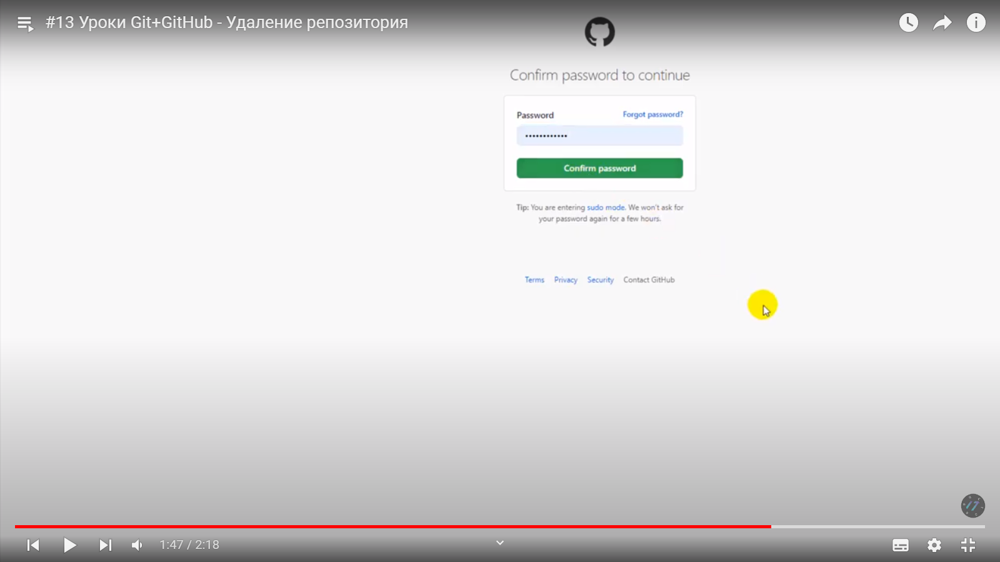 #13 Уроки Git+GitHub - Удаление репозитория
Confirm password to continue
Password
Forgot password?
••••••••••••
Confirm password
Tip: You are entering sudo mode. We won't ask for
your password again for a few hours.
Terms Privacy Security Contact GitHub
1:47 / 2:18